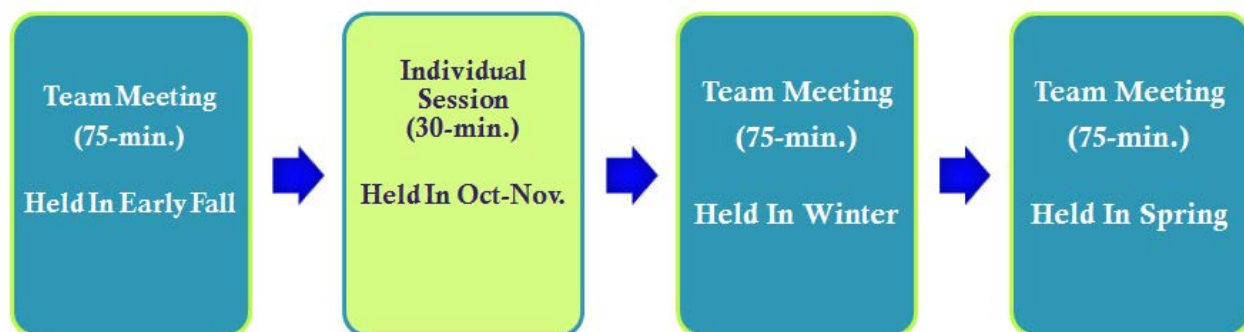 Team Meeting
(75-min.)
Held In Early Fall
Individual
Session
(30-min.)
Held In Oct-Nov.
Team Meeting
(75-min.)
Held In Winter
Team Meeting
(75-min.)
Held In Spring